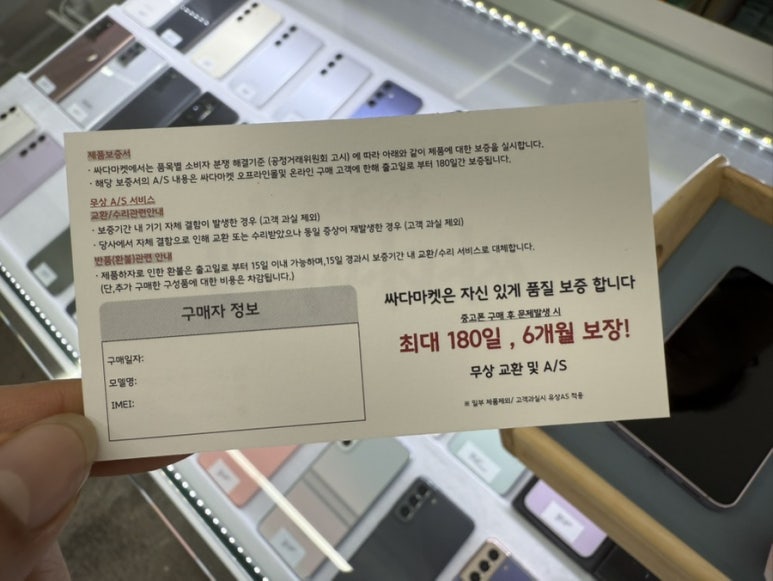 제품보증서
· 싸다마켓에서는 품목별 소비자 분쟁 해결기준 (공정거래위원회 고시) 에 따라 아래와 같이 제품에 대한 보증을 실시합니다.
· 해당 보증서의 A/S 내용은 싸다마켓 오프라인몰및 온라인 구매 고객에 한해 출고일로 부터 180일간 보증됩니다.
무상 A/S 서비스
교환/수리관련안내
· 보증기간 내 기기 자체 결함이 발생한 경우 (고객 과실 제외)
· 당사에서 자체 결함으로 인해 교환 또는 수리받았으나 동일 증상이 재발생한 경우 (고객 과실 제외)
반품(환불)관련 안내
· 제품하자로 인한 환불은 출고일로 부터 15일 이내 가능하며,15일 경과시 보증기간 내 교환/수리 서비스로 대체합니다.
(단,추가 구매한 구성품에 대한 비용은 차감됩니다.)
구매자 정보
구매일자:
모델명:
IMEI:
싸다마켓은 자신 있게 품질 보증 합니다
중고폰 구매 후 문제발생 시
최대 180일 , 6개월 보장!
무상 교환 및 A/S
※ 일부 제품제외/ 고객과실시 유상AS 적용